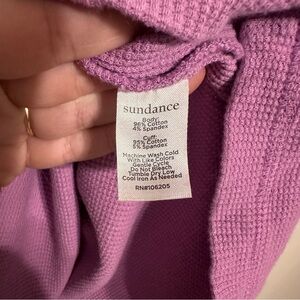 sundance
Body:
96% Cotton
4% Spandex
Cuff:
95% Cotton
5% Spandex
Machine Wash Cold
With Like Colors
Gentle Cycle
Do Not Bleach
Tumble Dry Low
Cool Iron As Needed
RN#106205